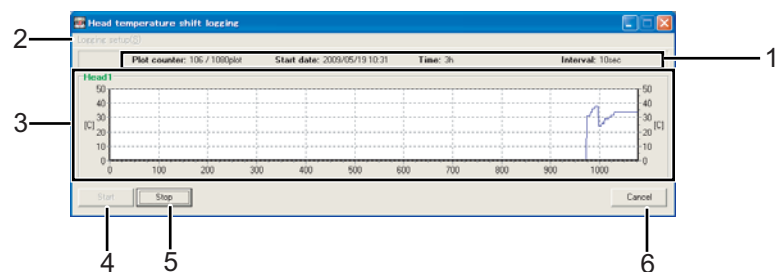 Head temperature shift logging
Logging setup(S)
Plot counter: 106 / 1080plot Start date: 2009/05/19 10:31 Time: 3h Interval: 10sec
Head1
50 50
40 40
[C] 30 30 [C]
20 20
10 10
0 0
0 100 200 300 400 500 600 700 800 900 1000
Start Stop Cancel
1
2
3
4 5 6